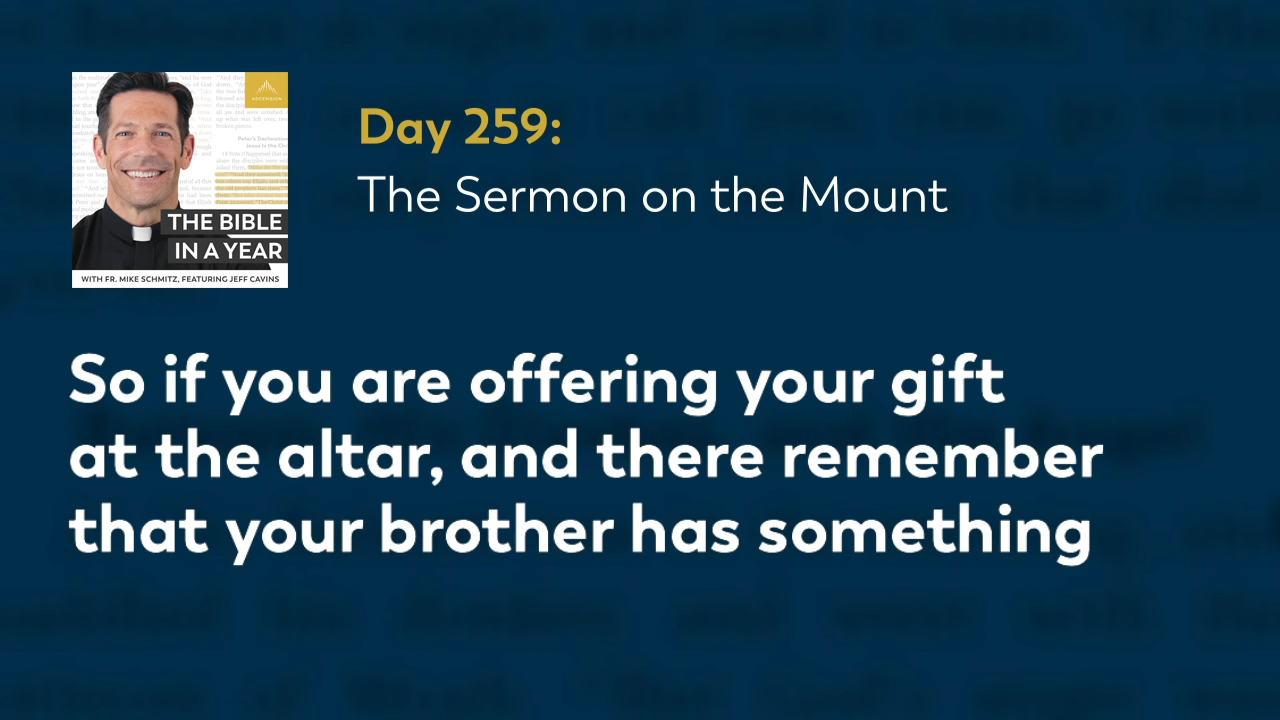 ASCENSION
THE BIBLE
IN A YEAR
WITH FR. MIKE SCHMITZ, FEATURING JEFF CAVINS
Day 259:
The Sermon on the Mount
So if you are offering your gift
at the altar, and there remember
that your brother has something